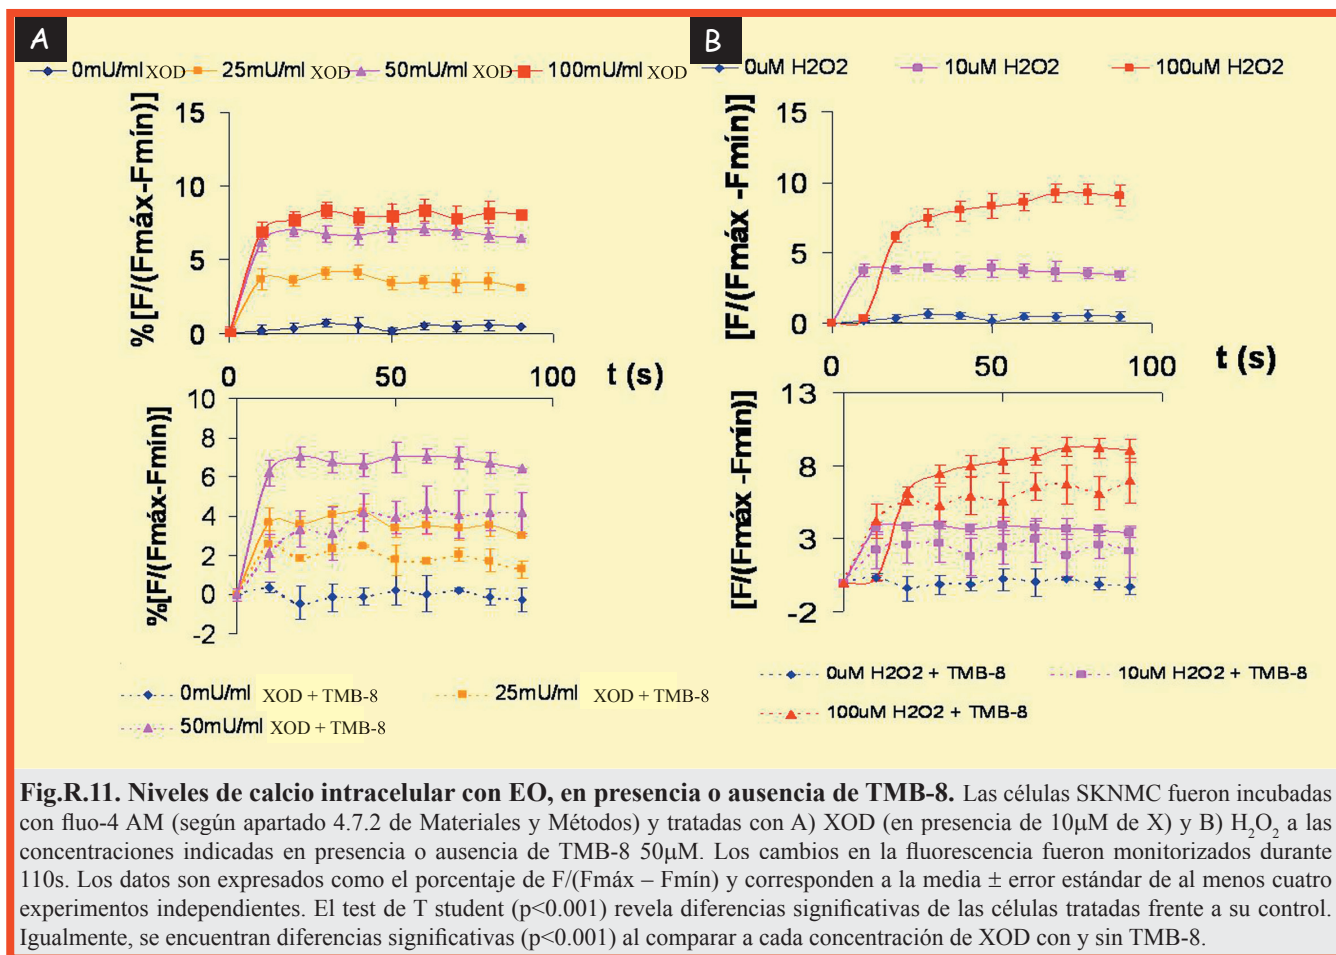 A
0mU/ml XOD 25mU/ml XOD 50mU/ml XOD 100mU/ml XOD
%[F/(Fmáx-Fmín)]
15
10
5
0
0 50 100 t (s)
%[F/(Fmáx-Fmín)]
10
8
6
4
2
0
-2
0mU/ml XOD + TMB-8 25mU/ml XOD + TMB-8
50mU/ml XOD + TMB-8
B
0uM H2O2 10uM H2O2 100uM H2O2
[F/(Fmáx -Fmín)]
15
10
5
0
0 50 100 t (s)
[F/(Fmáx -Fmín)]
13
8
3
-2
0uM H2O2 + TMB-8 10uM H2O2 + TMB-8
100uM H2O2 + TMB-8
Fig.R.11. Niveles de calcio intracelular con EO, en presencia o ausencia de TMB-8. Las células SKNMC fueron incubadas
con fluo-4 AM (según apartado 4.7.2 de Materiales y Métodos) y tratadas con A) XOD (en presencia de 10µM de X) y B) H₂O₂ a las
concentraciones indicadas en presencia o ausencia de TMB-8 50µM. Los cambios en la fluorescencia fueron monitorizados durante
110s. Los datos son expresados como el porcentaje de F/(Fmáx – Fmín) y corresponden a la media ± error estándar de al menos cuatro
experimentos independientes. El test de T student (p<0.001) revela diferencias significativas de las células tratadas frente a su control.
Igualmente, se encuentran diferencias significativas (p<0.001) al comparar a cada concentración de XOD con y sin TMB-8.